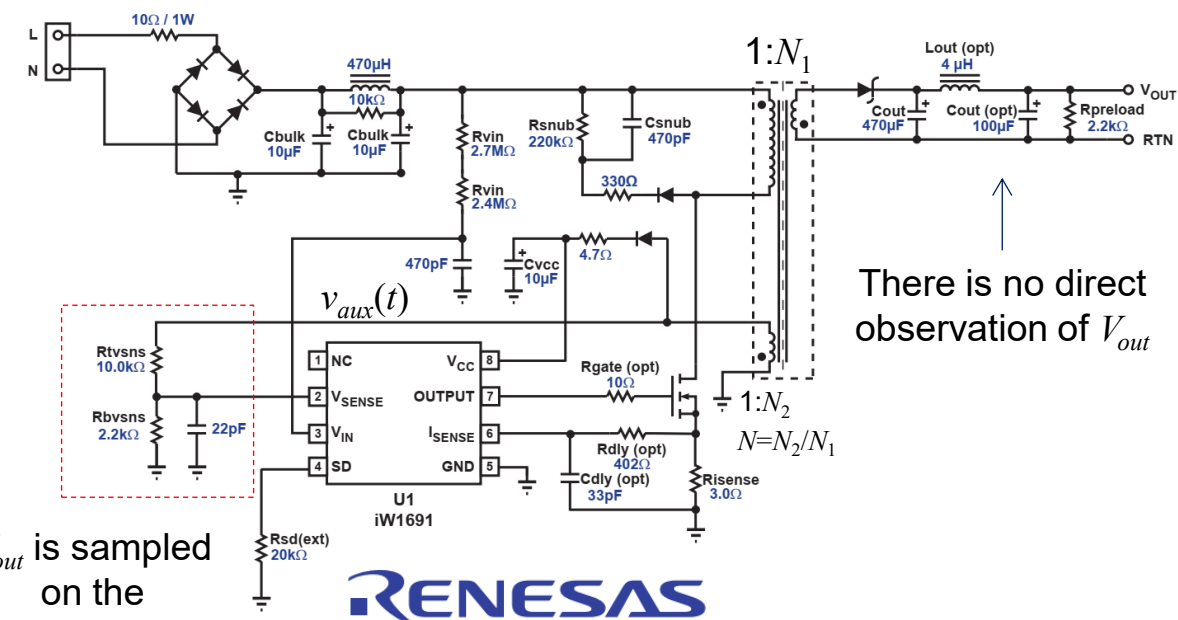 10Ω / 1W
L
N
470µH
10kΩ
Cbulk
10µF
Cbulk
10µF
Rvin
2.7MΩ
Rvin
2.4MΩ
470pF
Rsnub
220kΩ
Csnub
470pF
330Ω
4.7Ω
Cvcc
10µF
1:N1
Lout (opt)
4 µH
Cout
470µF
Cout (opt)
100µF
Rpreload
2.2kΩ
VOUT
RTN
There is no direct
observation of Vout
vaux(t)
Rtvsns
10.0kΩ
Rbvsns
2.2kΩ
22pF
1 NC
2 VSENSE
3 VIN
4 SD
VCC 8
OUTPUT 7
ISENSE 6
GND 5
U1
iW1691
Rgate (opt)
10Ω
Rdly (opt)
402Ω
Cdly (opt)
33pF
Risense
3.0Ω
1:N2
N=N2/N1
Rsd(ext)
20kΩ
out is sampled
on the
RENESAS